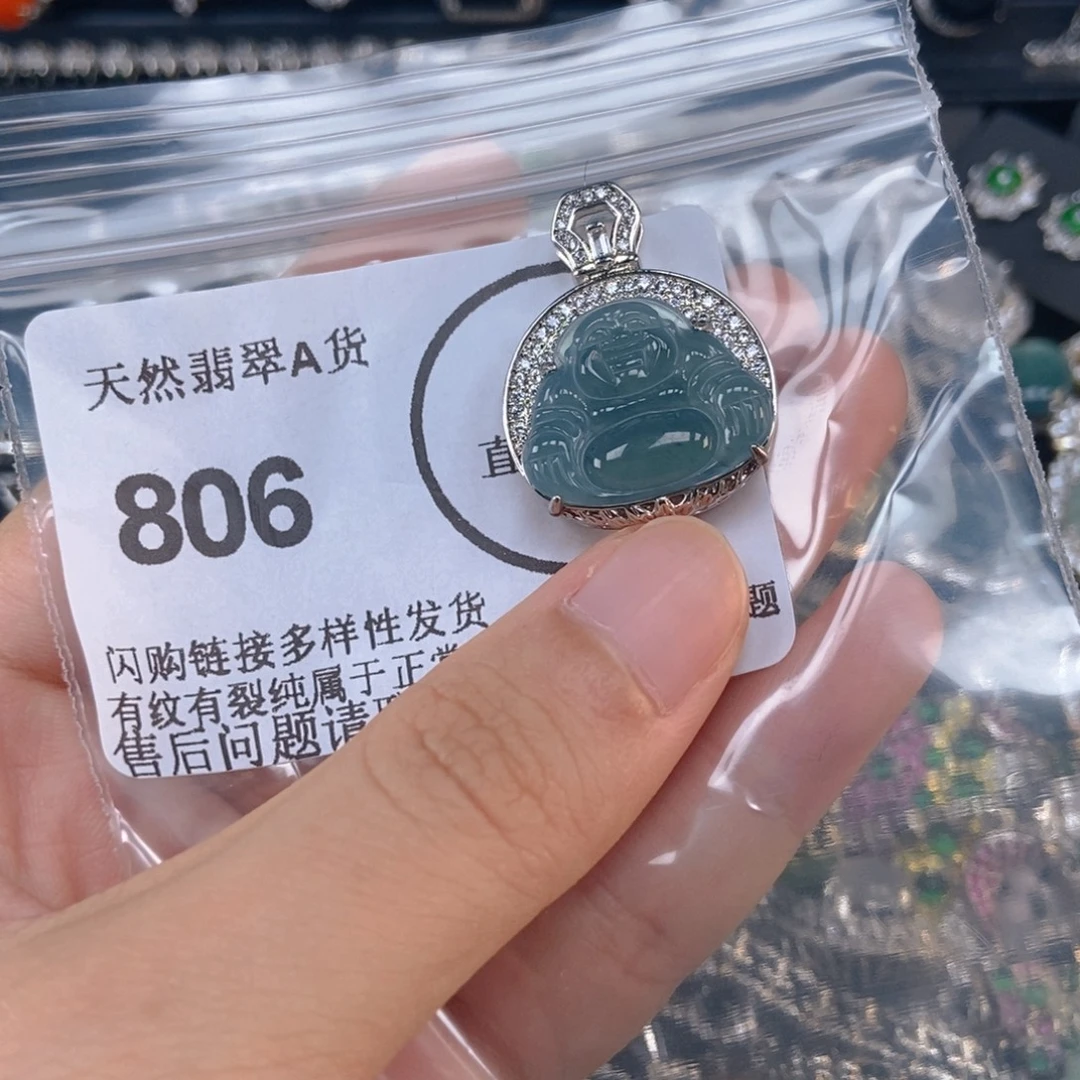 天然翡翠A货
806
直
闪购链接多样性发货
有纹有裂纯属于正常
售后问题请
题